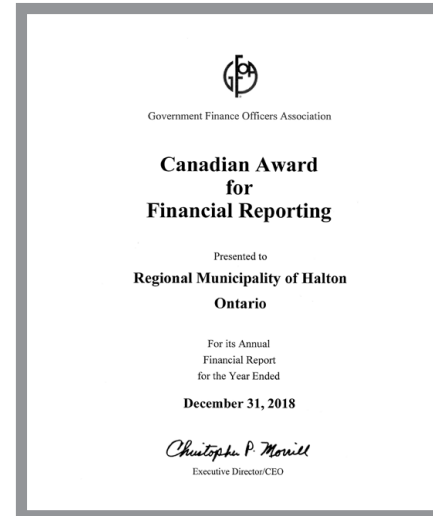 GFOA
Government Finance Officers Association
Canadian Award
for
Financial Reporting
Presented to
Regional Municipality of Halton
Ontario
For its Annual
Financial Report
for the Year Ended
December 31, 2018
Christopher P. Morrill
Executive Director/CEO